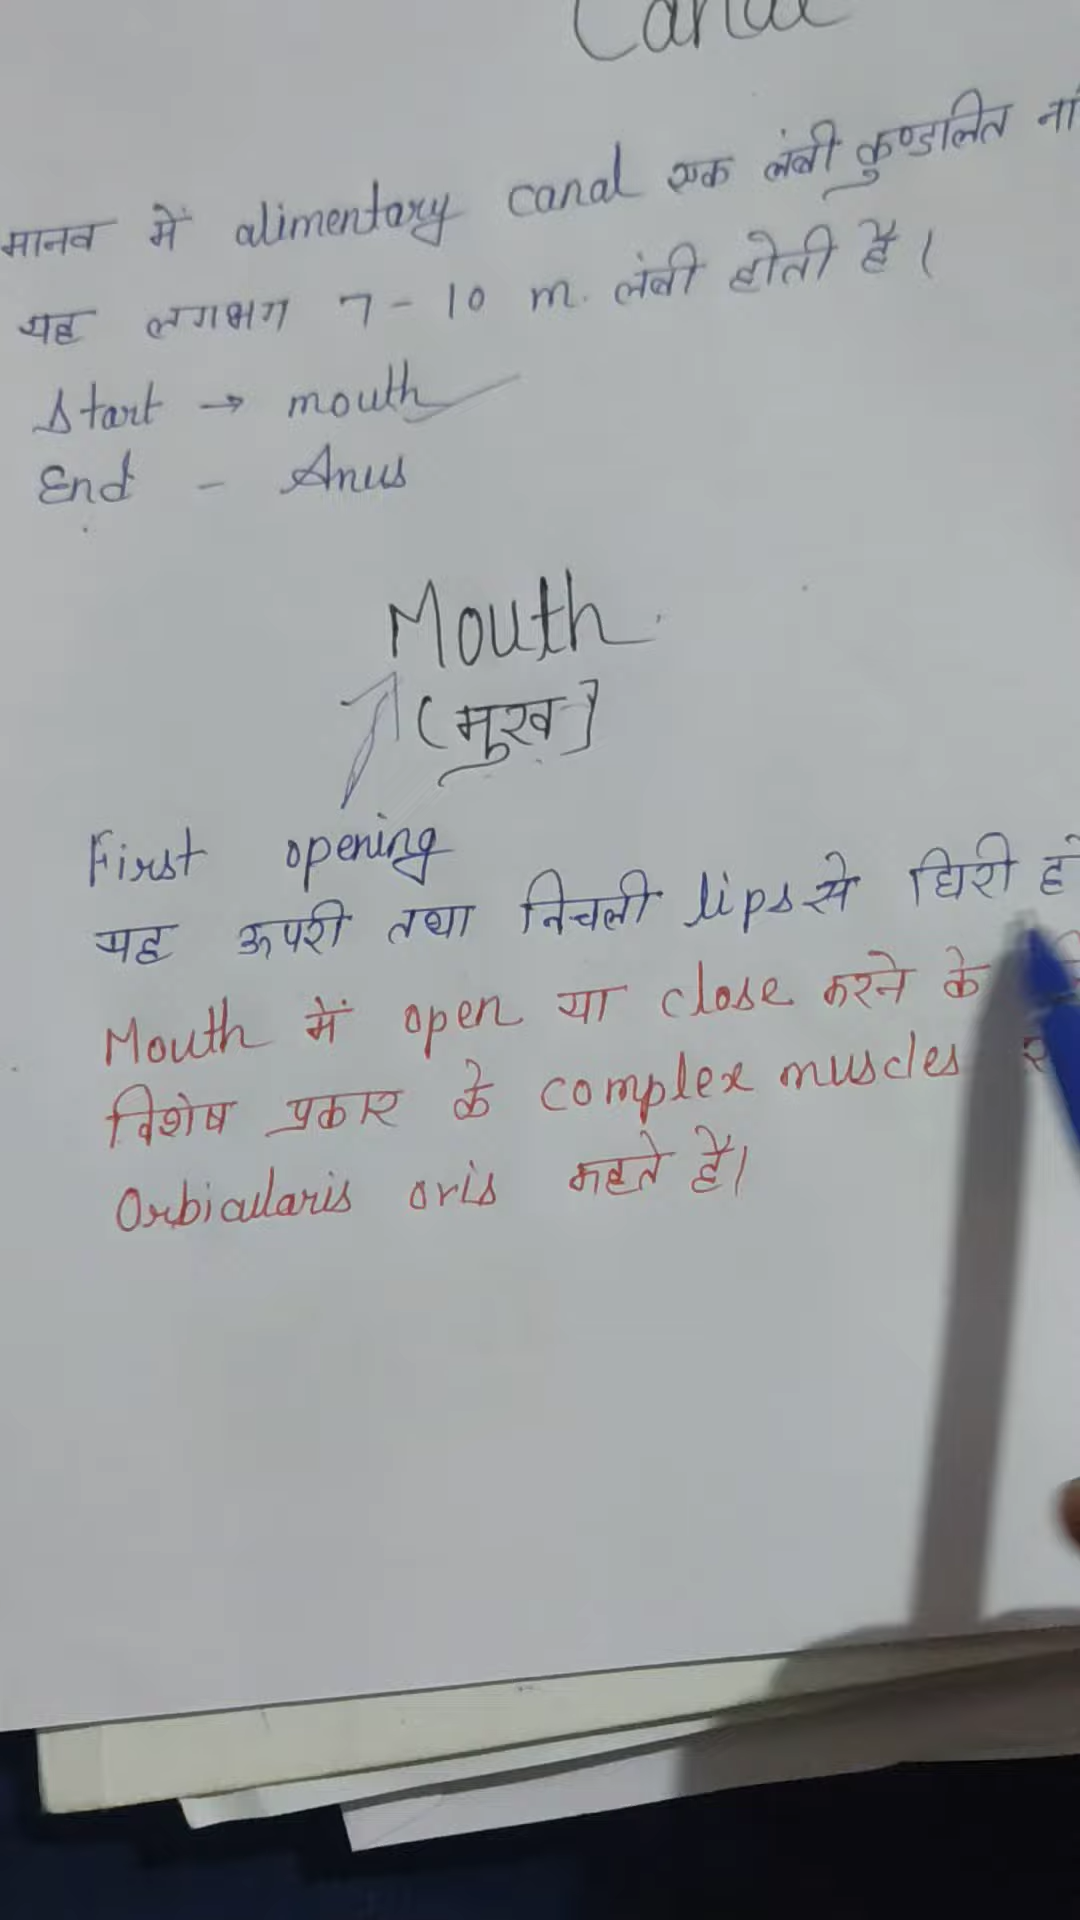 Canal
मानव में alimentary canal एक लंबी कुण्डलित
यह लगभग 7-10 m. लंबी होती है।
Start → mouth
End - Anus
Mouth
(मुख)
First opening
यह ऊपरी तथा निचली lips से घिरी
Mouth में open या close करने के
विशेष प्रकार के complex muscles
Orbicularis oris कहते है।